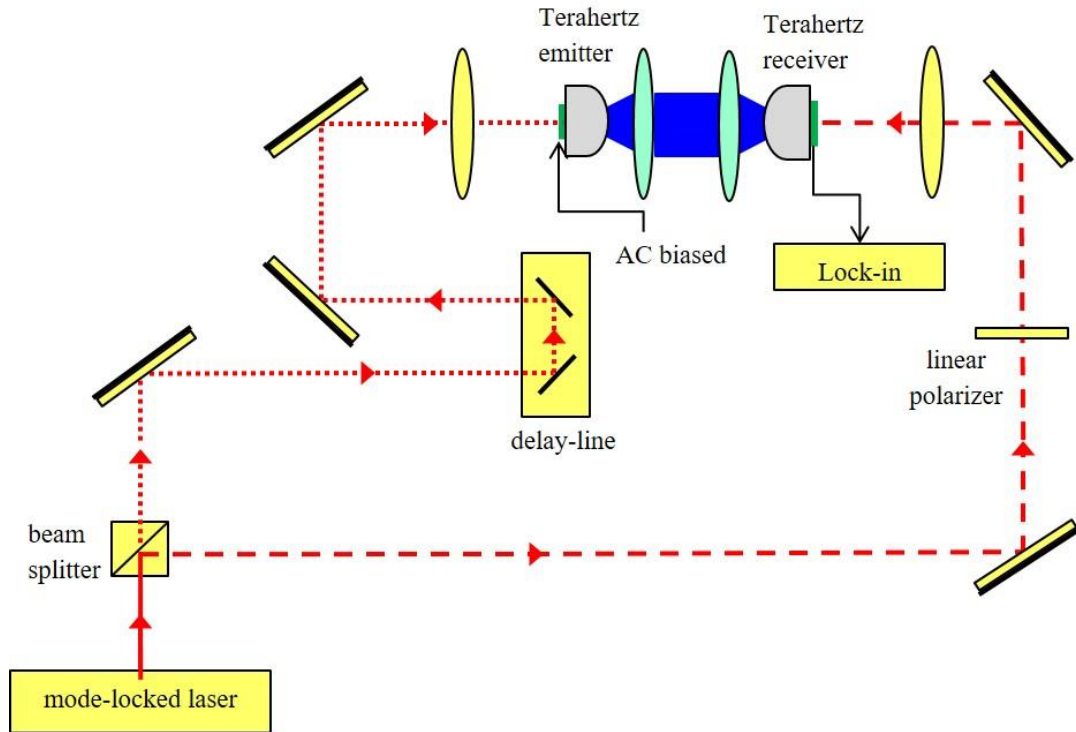 Terahertz
emitter
Terahertz
receiver
AC biased
Lock-in
linear
polarizer
delay-line
beam
splitter
mode-locked laser